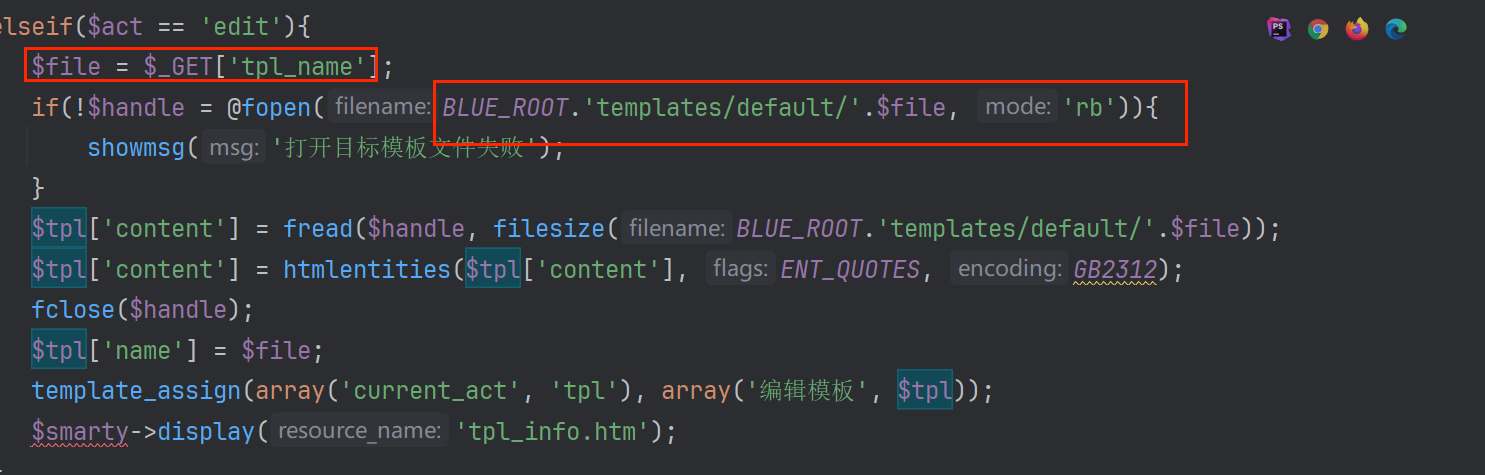 elseif($act == 'edit'){
$file = $_GET['tpl_name'];
if(!$handle = @fopen( filename: BLUE_ROOT.'templates/default/'.$file, mode: 'rb')){
showmsg( msg: '打开目标模板文件失败');
}
$tpl['content'] = fread($handle, filesize( filename: BLUE_ROOT.'templates/default/'.$file));
$tpl['content'] = htmlentities($tpl['content'], flags: ENT_QUOTES, encoding: GB2312);
fclose($handle);
$tpl['name'] = $file;
template_assign(array('current_act', 'tpl'), array('编辑模板', $tpl));
$smarty->display( resource_name: 'tpl_info.htm');
PS